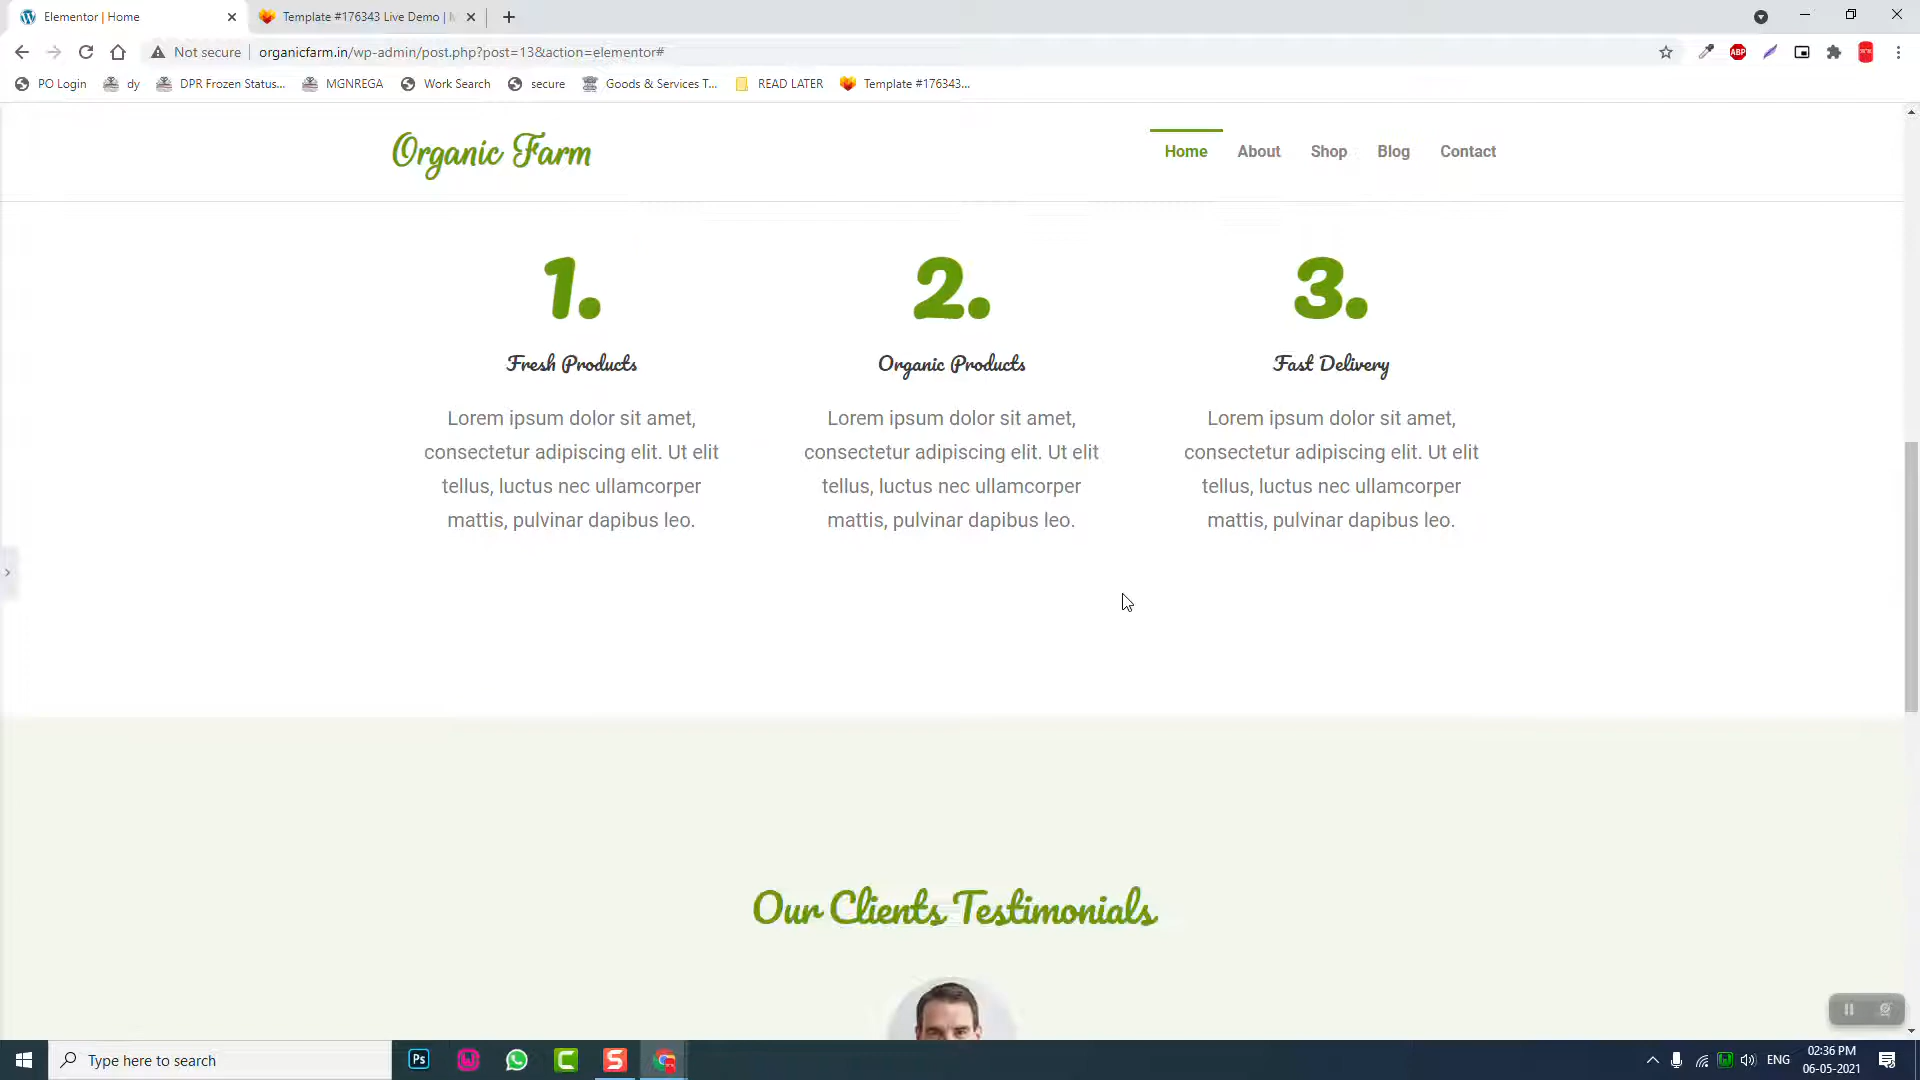 Elementor | Home
Template #176343 Live Demo |
Not secure
organicfarm.in/wp-admin/post.php?post=13&action=elementor#
ABP
PO Login
dy
DPR Frozen Status...
MGNREGA
Work Search
secure
Goods & Services T...
READ LATER
Template #176343...
Organic Farm
Home
About
Shop
Blog
Contact
1.
2.
3.
Fresh Products
Organic Products
Fast Delivery
Lorem ipsum dolor sit amet,
consectetur adipiscing elit. Ut elit
tellus, luctus nec ullamcorper
mattis, pulvinar dapibus leo.
Lorem ipsum dolor sit amet,
consectetur adipiscing elit. Ut elit
tellus, luctus nec ullamcorper
mattis, pulvinar dapibus leo.
Lorem ipsum dolor sit amet,
consectetur adipiscing elit. Ut elit
tellus, luctus nec ullamcorper
mattis, pulvinar dapibus leo.
Our Clients Testimonials
Type here to search
Ps
ENG
02:36 PM
06-05-2021